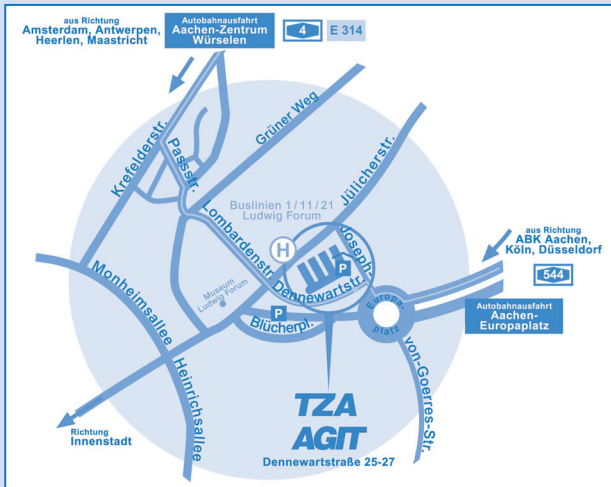 aus Richtung
Amsterdam, Antwerpen,
Heerlen, Maastricht
Autobahnausfahrt
Aachen-Zentrum
Würselen
4
E 314
Krefelderstr.
Passstr.
Grüner Weg
Jülicherstr.
Buslinien 1/11/21
Ludwig Forum
Lombardenstr.
H
Joseph-
P
Dennewartstr.
aus Richtung
ABK Aachen,
Köln, Düsseldorf
544
Autobahnausfahrt
Aachen-
Europaplatz
Monheimsallee
Museum
Ludwig Forum
P
Blücherpl.
Europa-
platz
von-Goerres-Str.
Heinrichsallee
Richtung
Innenstadt
TZA
AGIT
Dennewartstraße 25-27